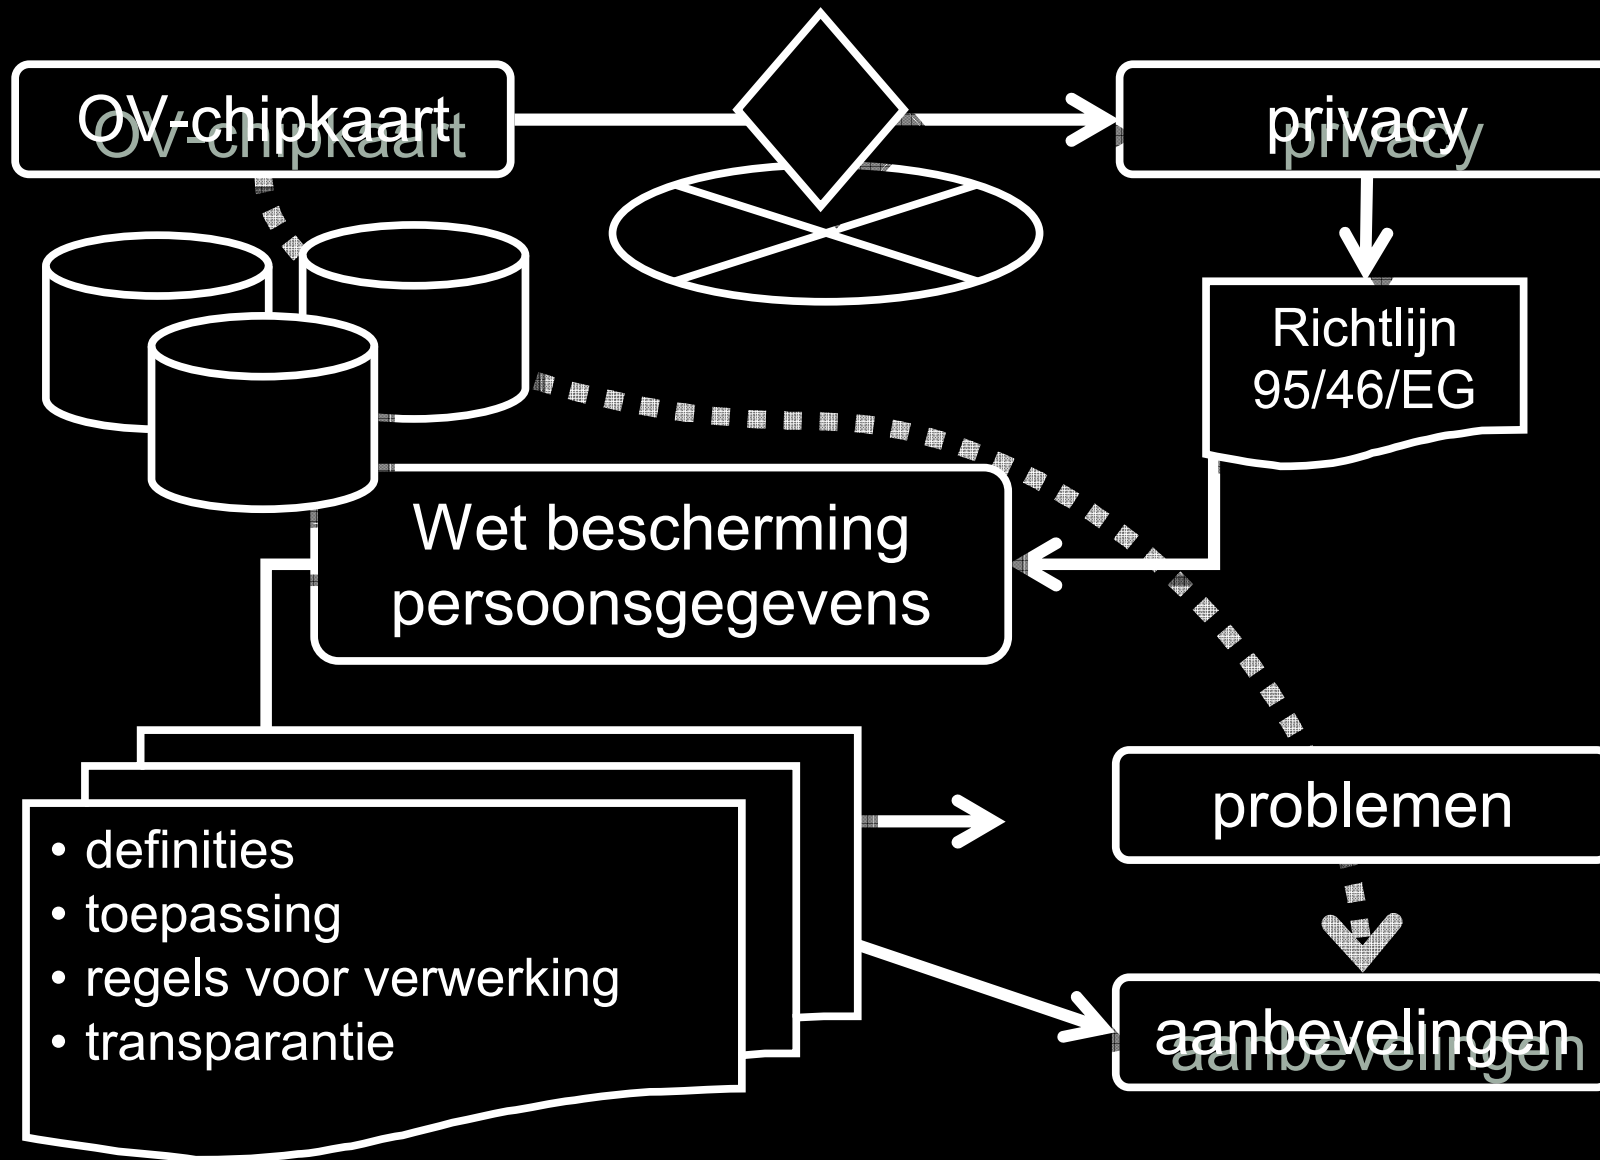 OV-chipkaart
privacy
Richtlijn
95/46/EG
Wet bescherming
persoonsgegevens
• definities
• toepassing
• regels voor verwerking
• transparantie
problemen
aanbevelingen